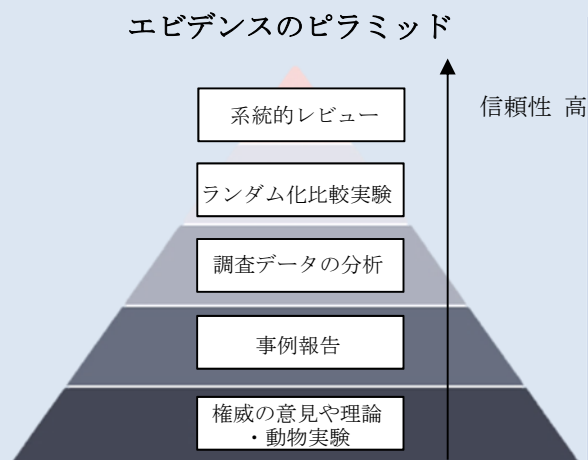 エビデンスのピラミッド
信頼性 高
系統的レビュー
ランダム化比較実験
調査データの分析
事例報告
権威の意見や理論
・動物実験